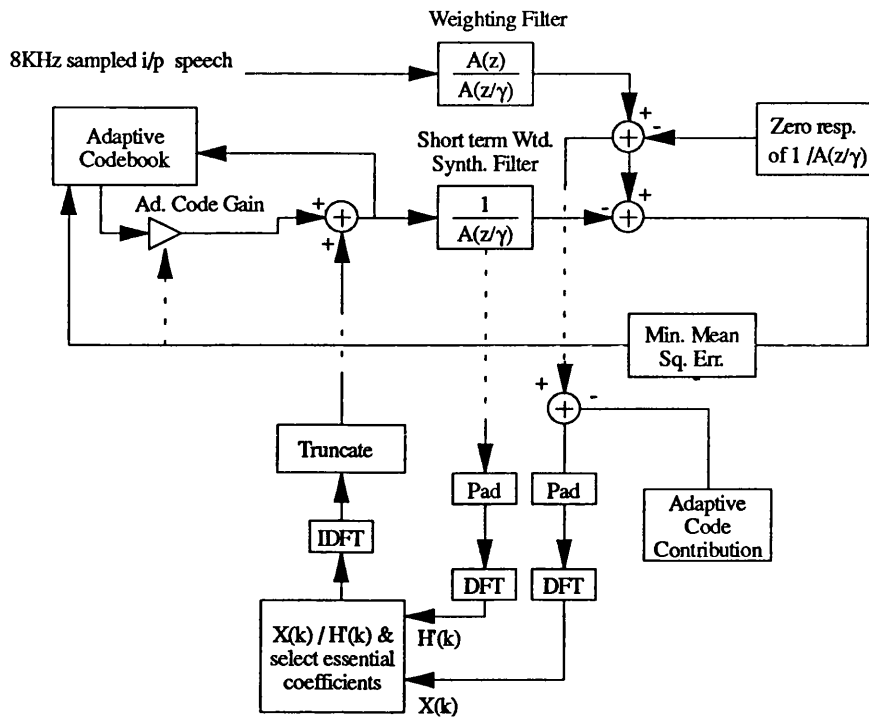 Weighting Filter
8KHz sampled i/p speech
A(z)
A(z/γ)
+
-
Zero resp.
of 1 /A(z/γ)
Adaptive
Codebook
Short term Wtd.
Synth. Filter
+
Ad. Code Gain
+
+
1
A(z/γ)
-
Min. Mean
Sq. Err.
+
-
Truncate
Pad
Pad
Adaptive
Code
Contribution
IDFT
DFT
DFT
X(k) / H'(k) &
select essential
coefficients
H'(k)
X(k)